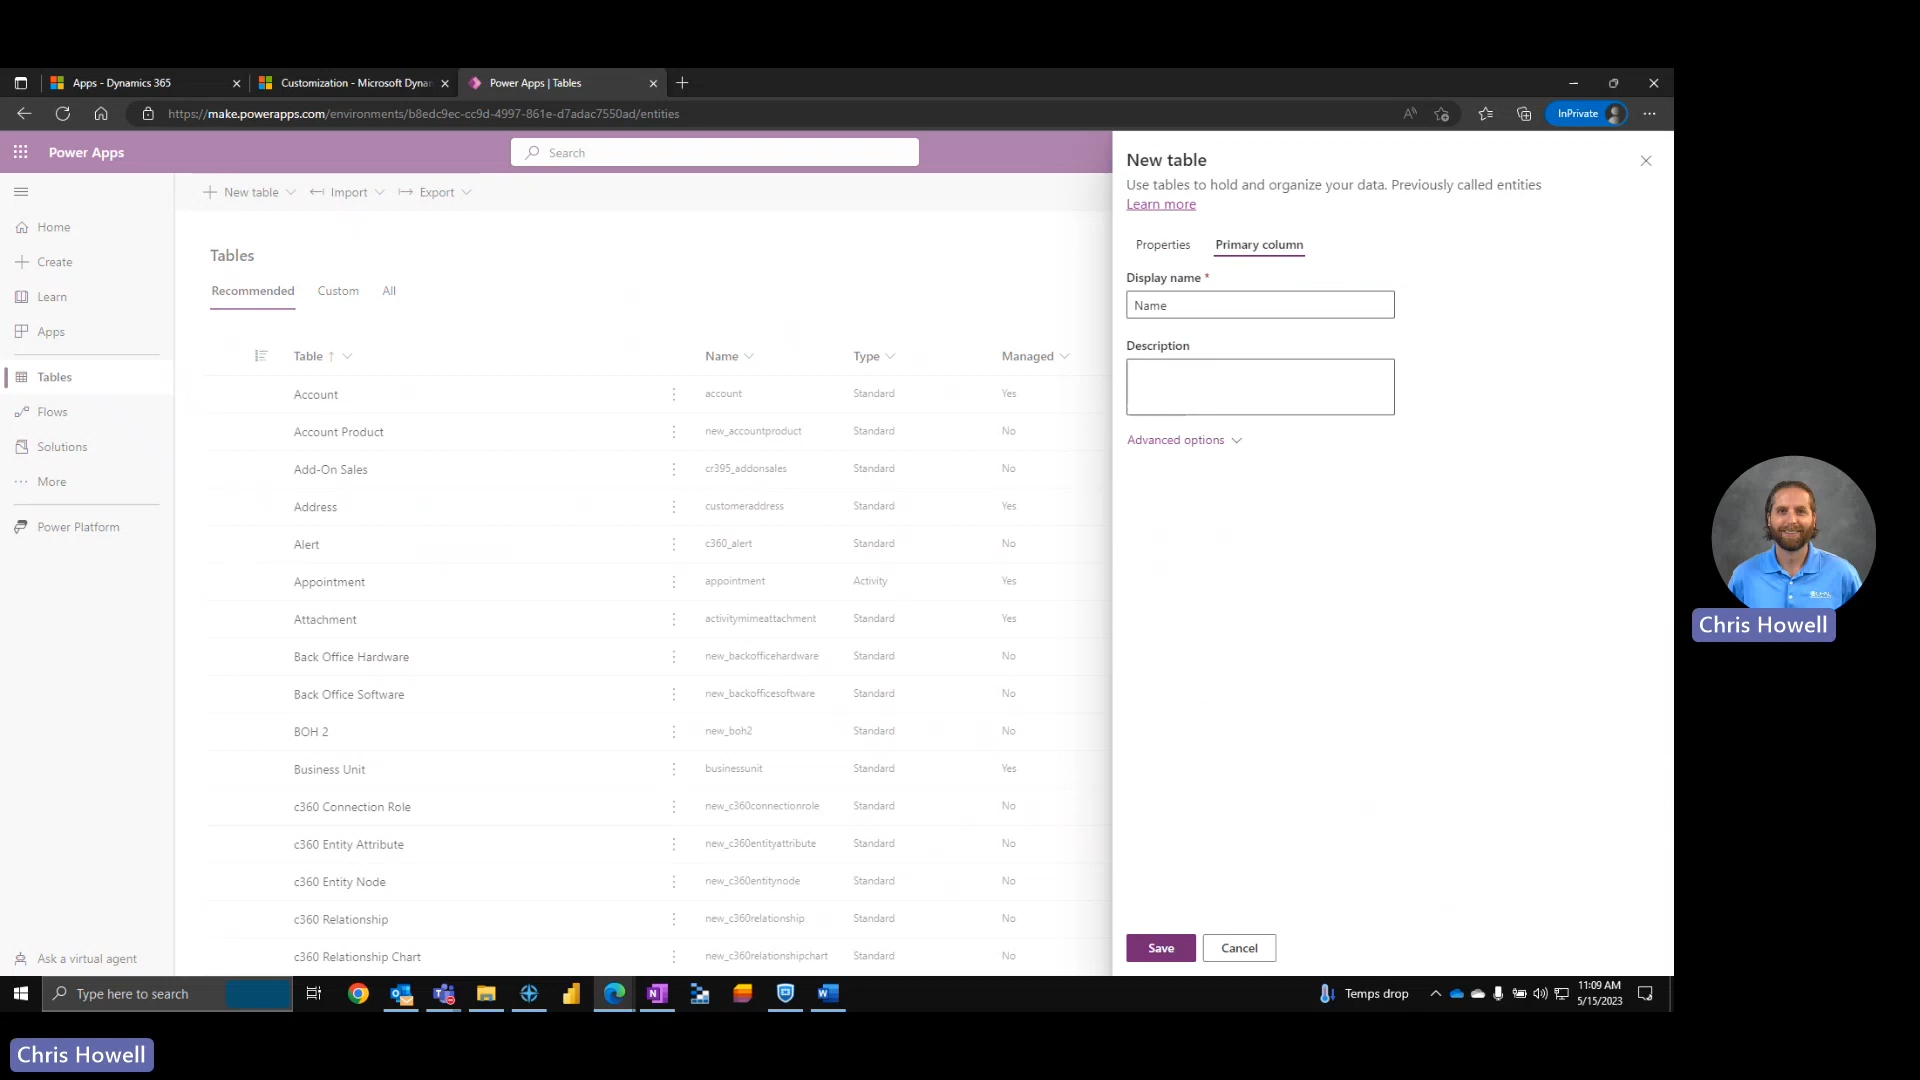 Apps - Dynamics 365
Customization - Microsoft Dynan
Power Apps | Tables
https://make.powerapps.com/environments/b8edc9ec-cc9d-4997-861e-d7adac7550ad/entities
InPrivate
Power Apps
Search
New table
Import
Export
Home
Create
Learn
Apps
Tables
Flows
Solutions
More
Power Platform
Ask a virtual agent
Tables
Recommended
Custom
All
Table ↑
Name
Type
Managed
Account
account
Standard
Yes
Account Product
new_accountproduct
Standard
No
Add-On Sales
cr395_addonsales
Standard
No
Address
customeraddress
Standard
Yes
Alert
c360_alert
Standard
No
Appointment
appointment
Activity
Yes
Attachment
activitymimeattachment
Standard
Yes
Back Office Hardware
new_backofficehardware
Standard
No
Back Office Software
new_backofficesoftware
Standard
No
BOH 2
new_boh2
Standard
No
Business Unit
businessunit
Standard
Yes
c360 Connection Role
new_c360connectionrole
Standard
No
c360 Entity Attribute
new_c360entityattribute
Standard
No
c360 Entity Node
new_c360entitynode
Standard
No
c360 Relationship
new_c360relationship
Standard
No
c360 Relationship Chart
new_c360relationshipchart
Standard
No
New table
Use tables to hold and organize your data. Previously called entities
Learn more
Properties
Primary column
Display name *
Name
Description
Advanced options
Save
Cancel
Type here to search
Temps drop
11:09 AM
5/15/2023
Chris Howell
Chris Howell